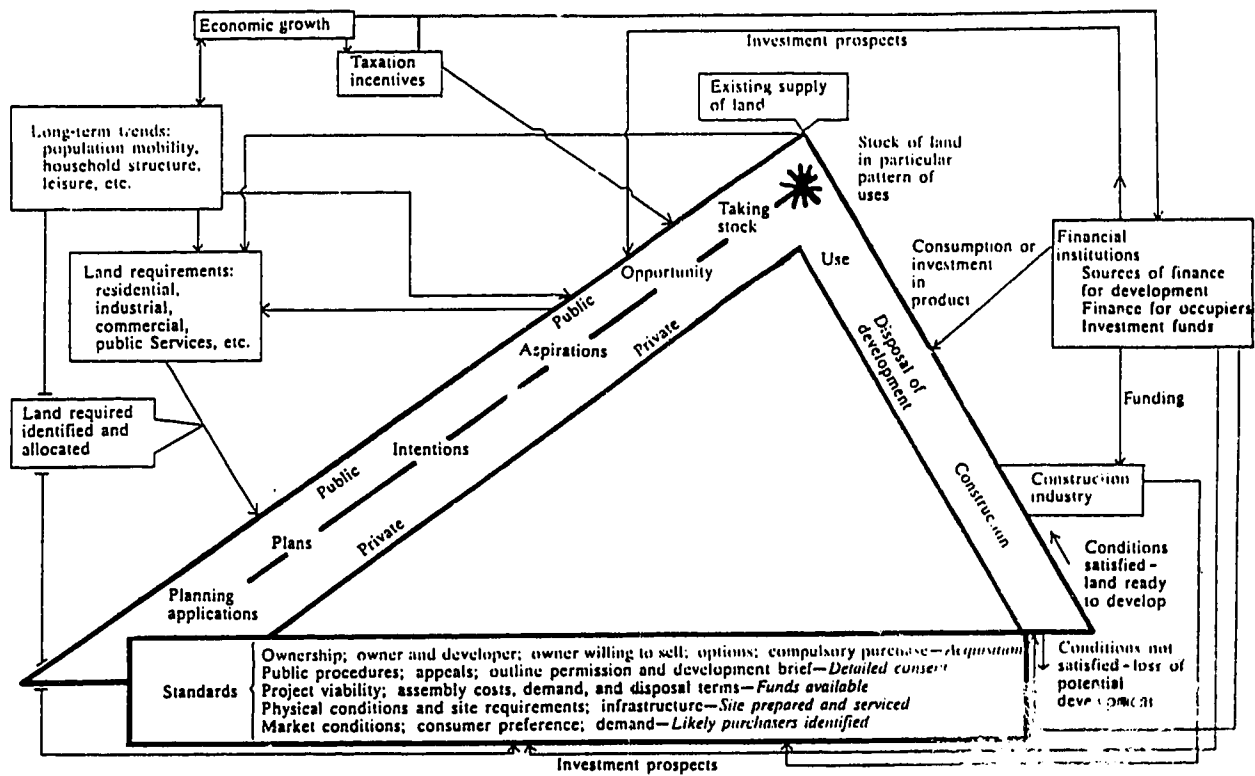 Economic growth
Taxation
incentives
Investment prospects
Existing supply
of land
Long-term trends:
population mobility,
household structure,
leisure, etc.
Stock of land
in particular
pattern of
uses
Taking
stock
Land requirements:
residential,
industrial,
commercial,
public Services, etc.
Opportunity
Use
Consumption or
investment
in
product
Financial
institutions
Sources of finance
for development
Finance for occupiers
Investment funds
Public
Private
Aspirations
Disposal of
development
Land required
identified and
allocated
Funding
Intentions
Public
Private
Construction
Construction
industry
Plans
Conditions
satisfied-
land ready
to develop
Planning
applications
Standards
Ownership; owner and developer; owner willing to sell; options; compulsory purchase—Acquisition
Public procedures; appeals; outline permission and development brief—Detailed consent
Project viability; assembly costs, demand, and disposal terms—Funds available
Physical conditions and site requirements; infrastructure—Site prepared and serviced
Market conditions; consumer preference; demand—Likely purchasers identified
Conditions not
satisfied-loss of
potential
development
Investment prospects